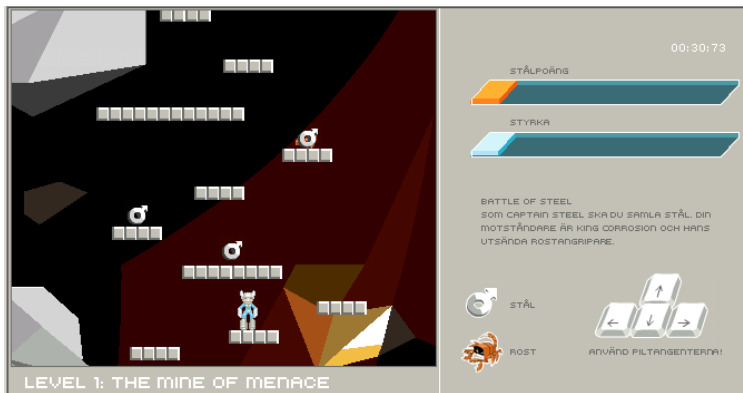 00:30:73
STÅLPOÄNG
STYRKA
BATTLE OF STEEL
SOM CAPTAIN STEEL SKA DU SAMLA STÅL. DIN
MOTSTÅNDARE ÄR KING CORROSION OCH HANS
UTSÄNDA ROSTANGRIPARE.
STÅL
ROST
↑
← ↓ →
ANVÄND PILTANGENTERNA!
LEVEL 1: THE MINE OF MENACE